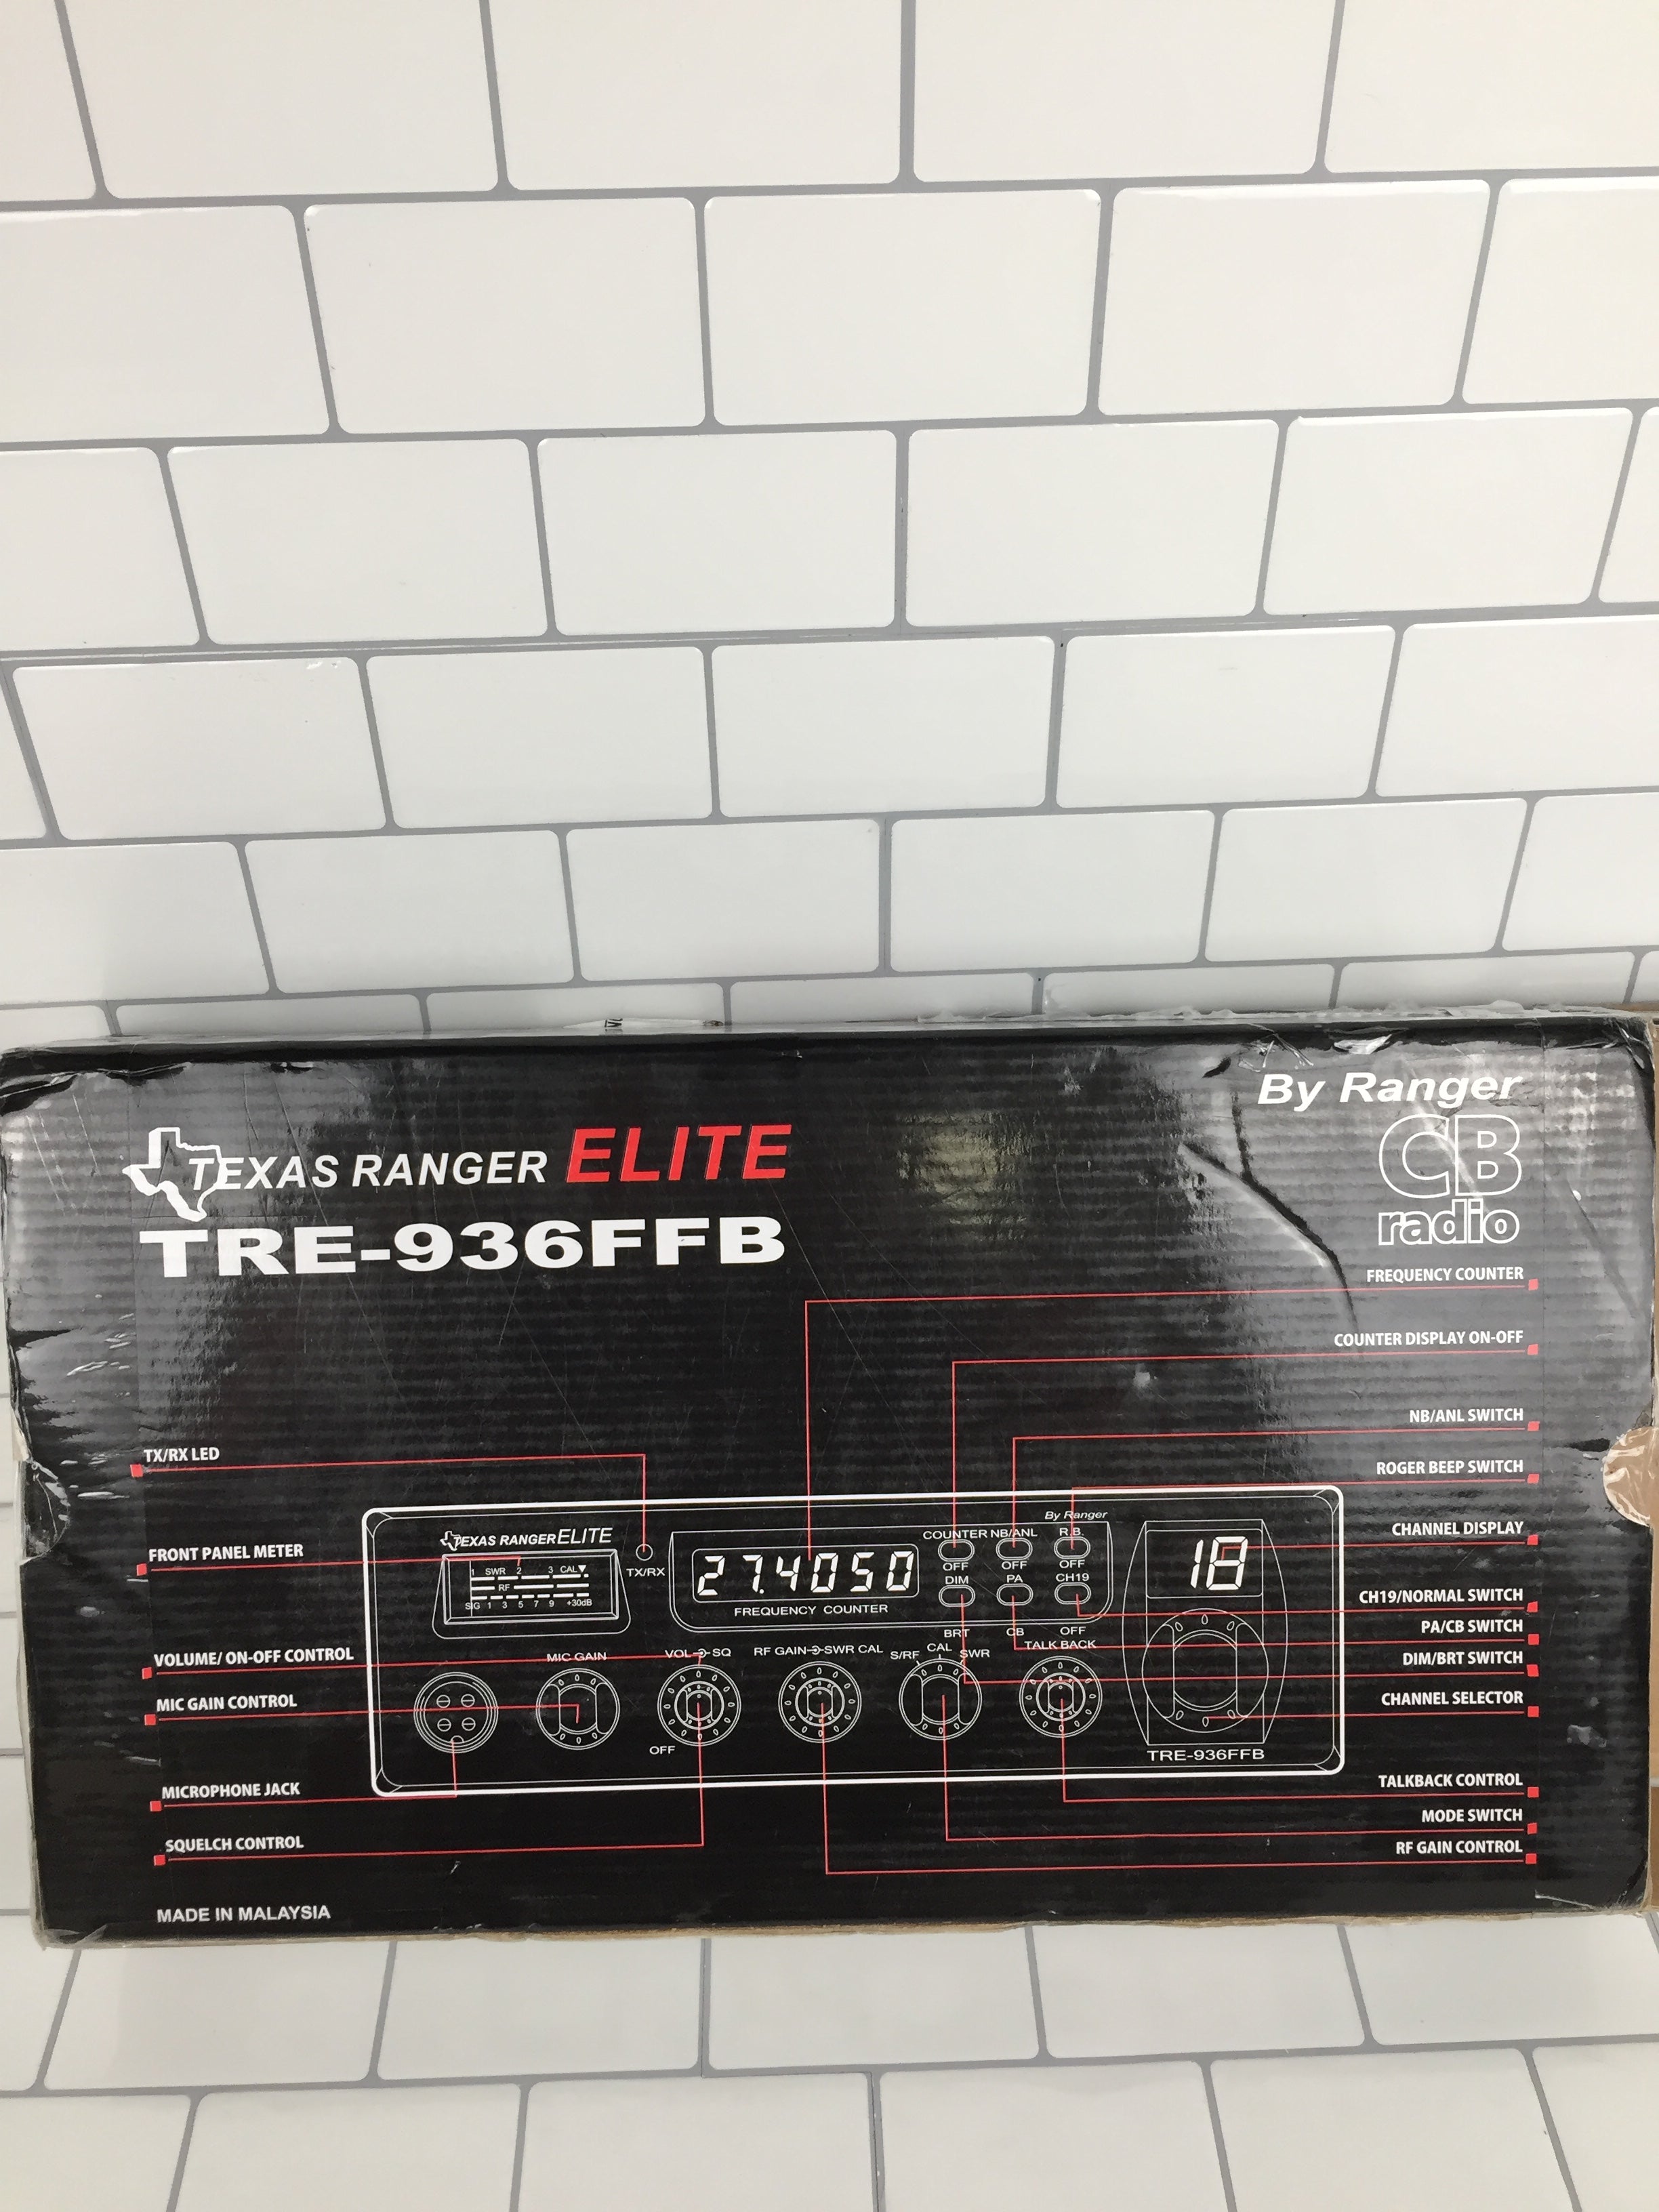 By Ranger
CB
radio
TEXAS RANGER ELITE
TRE-936FFB
FREQUENCY COUNTER
COUNTER DISPLAY ON-OFF
NB/ANL SWITCH
ROGER BEEP SWITCH
CHANNEL DISPLAY
CH19/NORMAL SWITCH
PA/CB SWITCH
DIM/BRT SWITCH
CHANNEL SELECTOR
TALKBACK CONTROL
MODE SWITCH
RF GAIN CONTROL
TX/RX LED
FRONT PANEL METER
VOLUME/ ON-OFF CONTROL
MIC GAIN CONTROL
MICROPHONE JACK
SQUELCH CONTROL
TEXAS RANGER ELITE
1 SWR 2 3 CAL
RF
SIG 1 3 5 7 9 +30dB
TX/RX
27.4050
FREQUENCY COUNTER
By Ranger
COUNTER NB/ANL R.B.
OFF OFF OFF
DIM PA CH19
BRT CB OFF
18
MIC GAIN
VOL SQ
OFF
RF GAIN SWR CAL
S/RF CAL SWR
TALK BACK
TRE-936FFB
MADE IN MALAYSIA